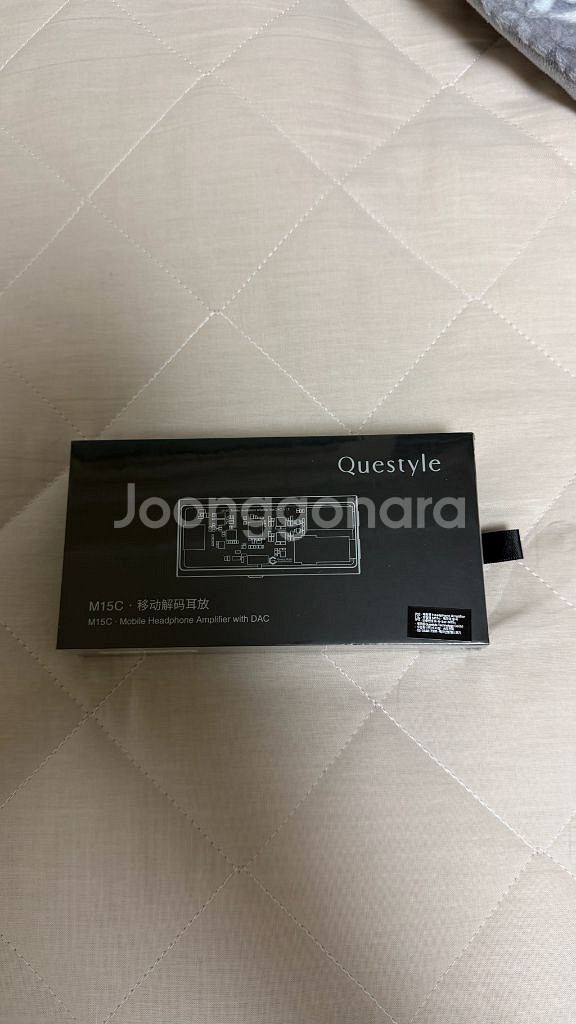 Questyle
Joonggonara
M15C · 移动解码耳放
M15C · Mobile Headphone Amplifier with DAC